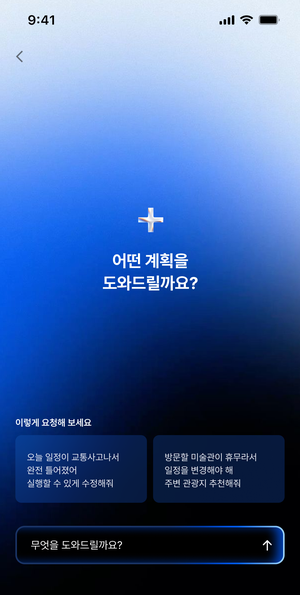 9:41
어떤 계획을
도와드릴까요?
이렇게 요청해 보세요
오늘 일정이 교통사고나서
완전 틀어졌어
실행할 수 있게 수정해줘
방문할 미술관이 휴무라서
일정을 변경해야 해
주변 관광지 추천해줘
무엇을 도와드릴까요?